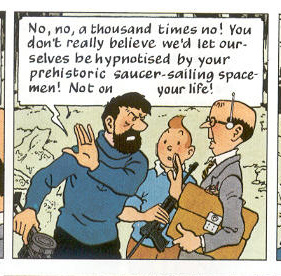 No, no, a thousand times no! You
don't really believe we'd let our-
selves be hypnotised by your
prehistoric saucer-sailing space-
men! Not on your life!